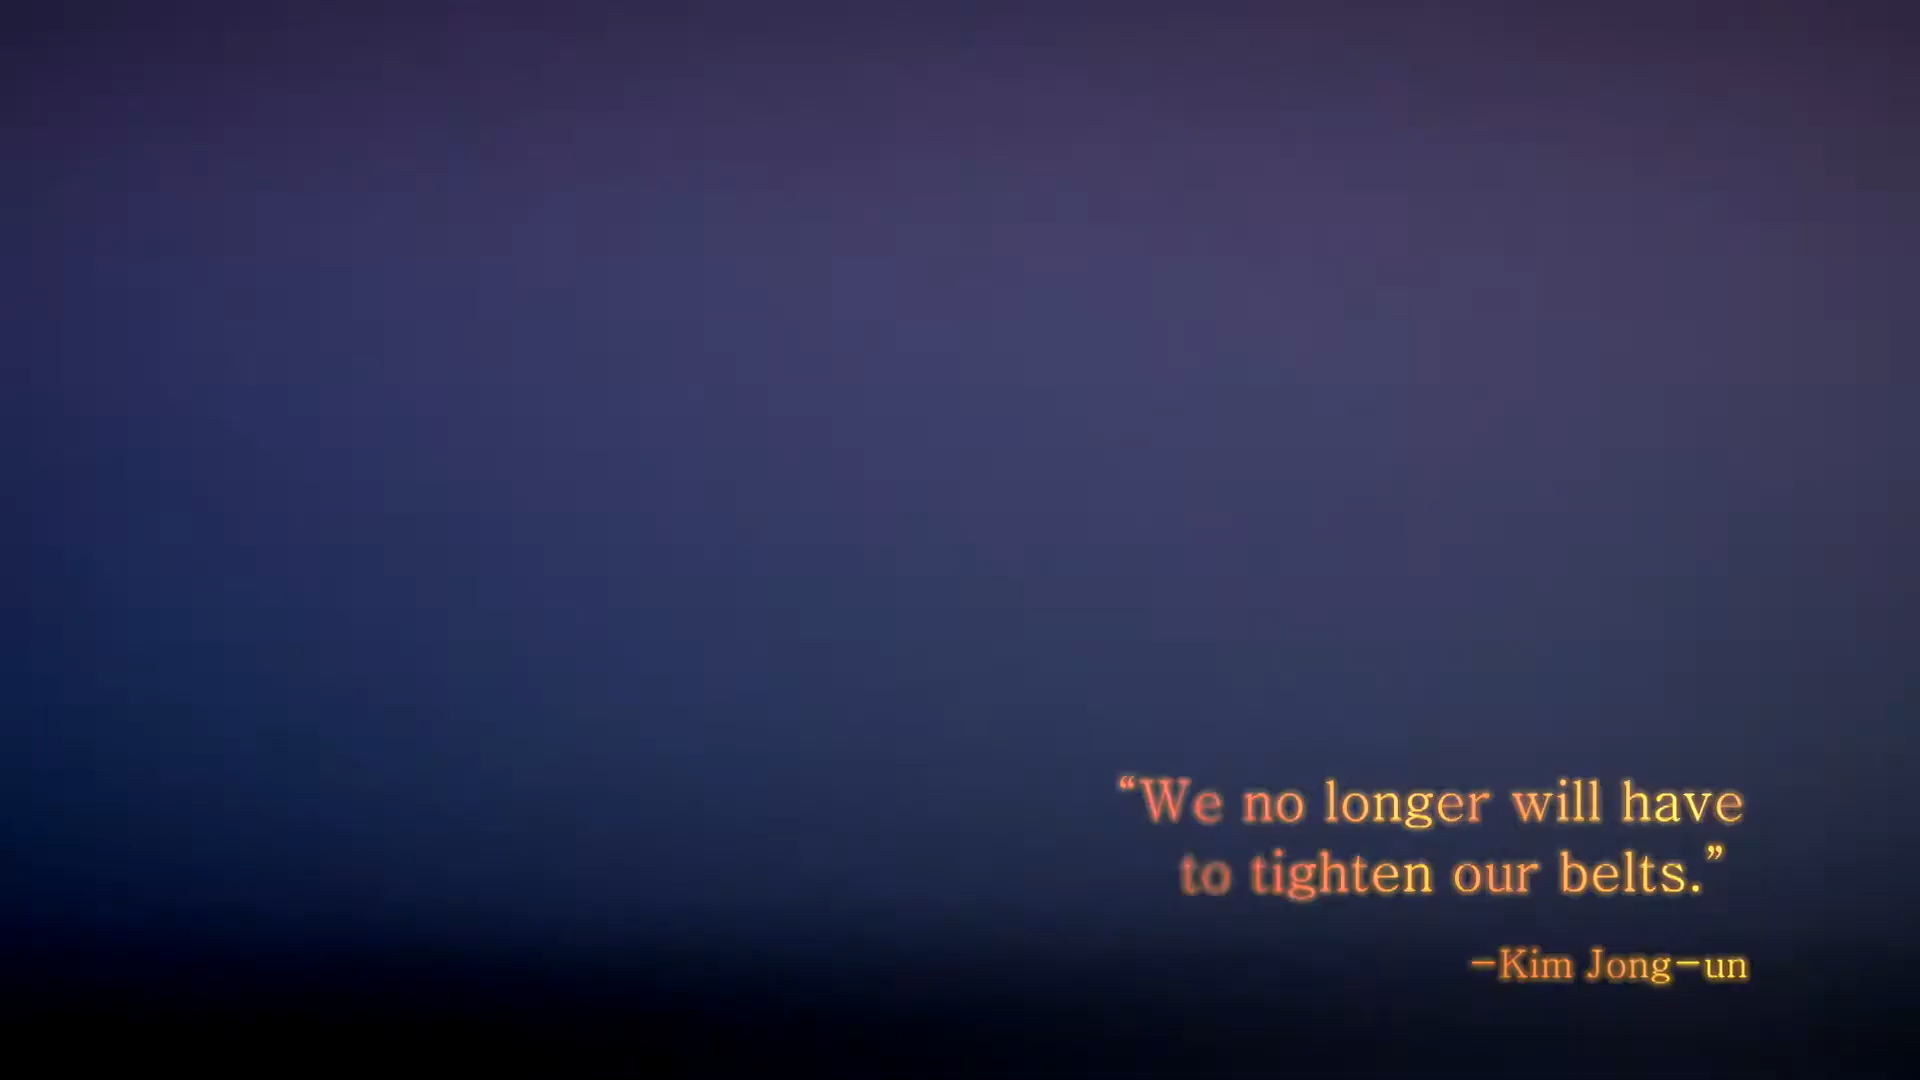 “We no longer will have
to tighten our belts.”
-Kim Jong-un